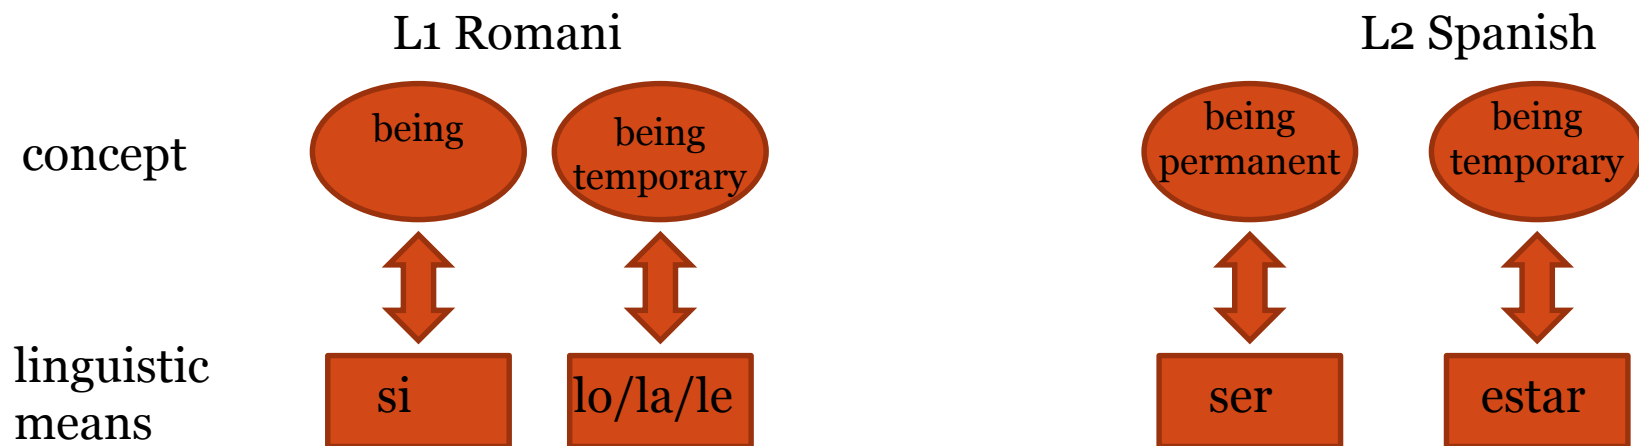 L1 Romani
L2 Spanish
concept
being
being
temporary
being
permanent
being
temporary
linguistic
means
si
lo/la/le
ser
estar